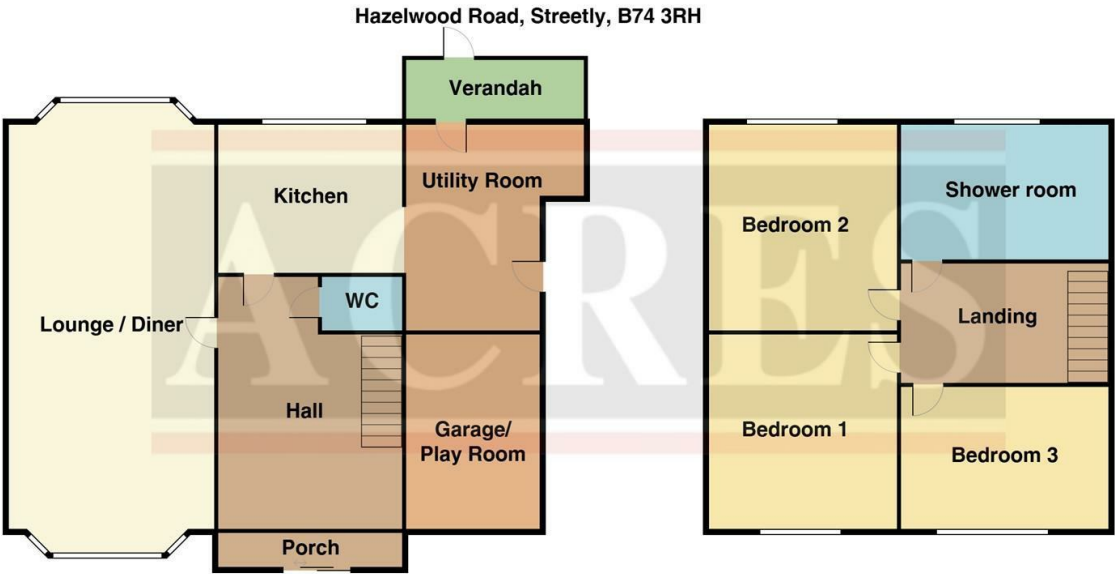 Hazelwood Road, Streetly, B74 3RH
Verandah
Kitchen
Utility Room
WC
Lounge / Diner
Hall
Garage/
Play Room
Porch
Bedroom 2
Shower room
Landing
Bedroom 1
Bedroom 3
ACRES